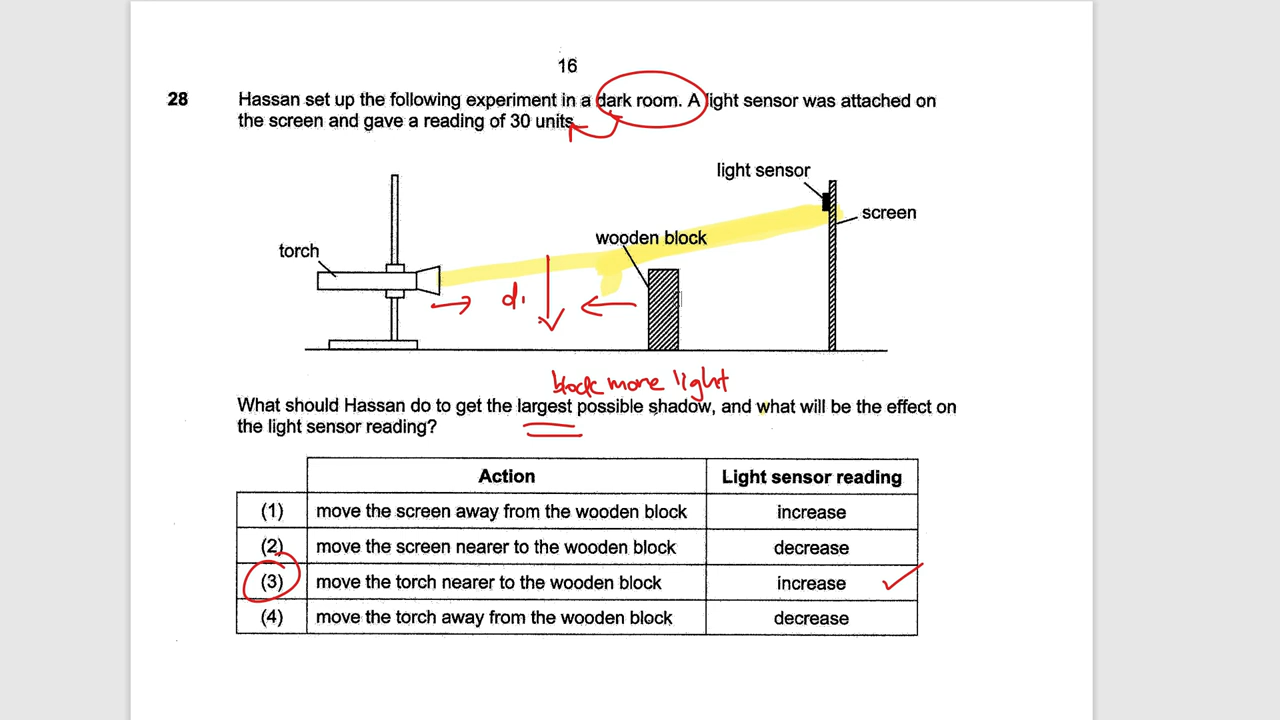 16
28 Hassan set up the following experiment in a dark room. A light sensor was attached on
the screen and gave a reading of 30 units.
light sensor
screen
wooden block
torch
d.
block more light
What should Hassan do to get the largest possible shadow, and what will be the effect on
the light sensor reading?
Action Light sensor reading
(1) move the screen away from the wooden block increase
(2) move the screen nearer to the wooden block decrease
(3) move the torch nearer to the wooden block increase
(4) move the torch away from the wooden block decrease